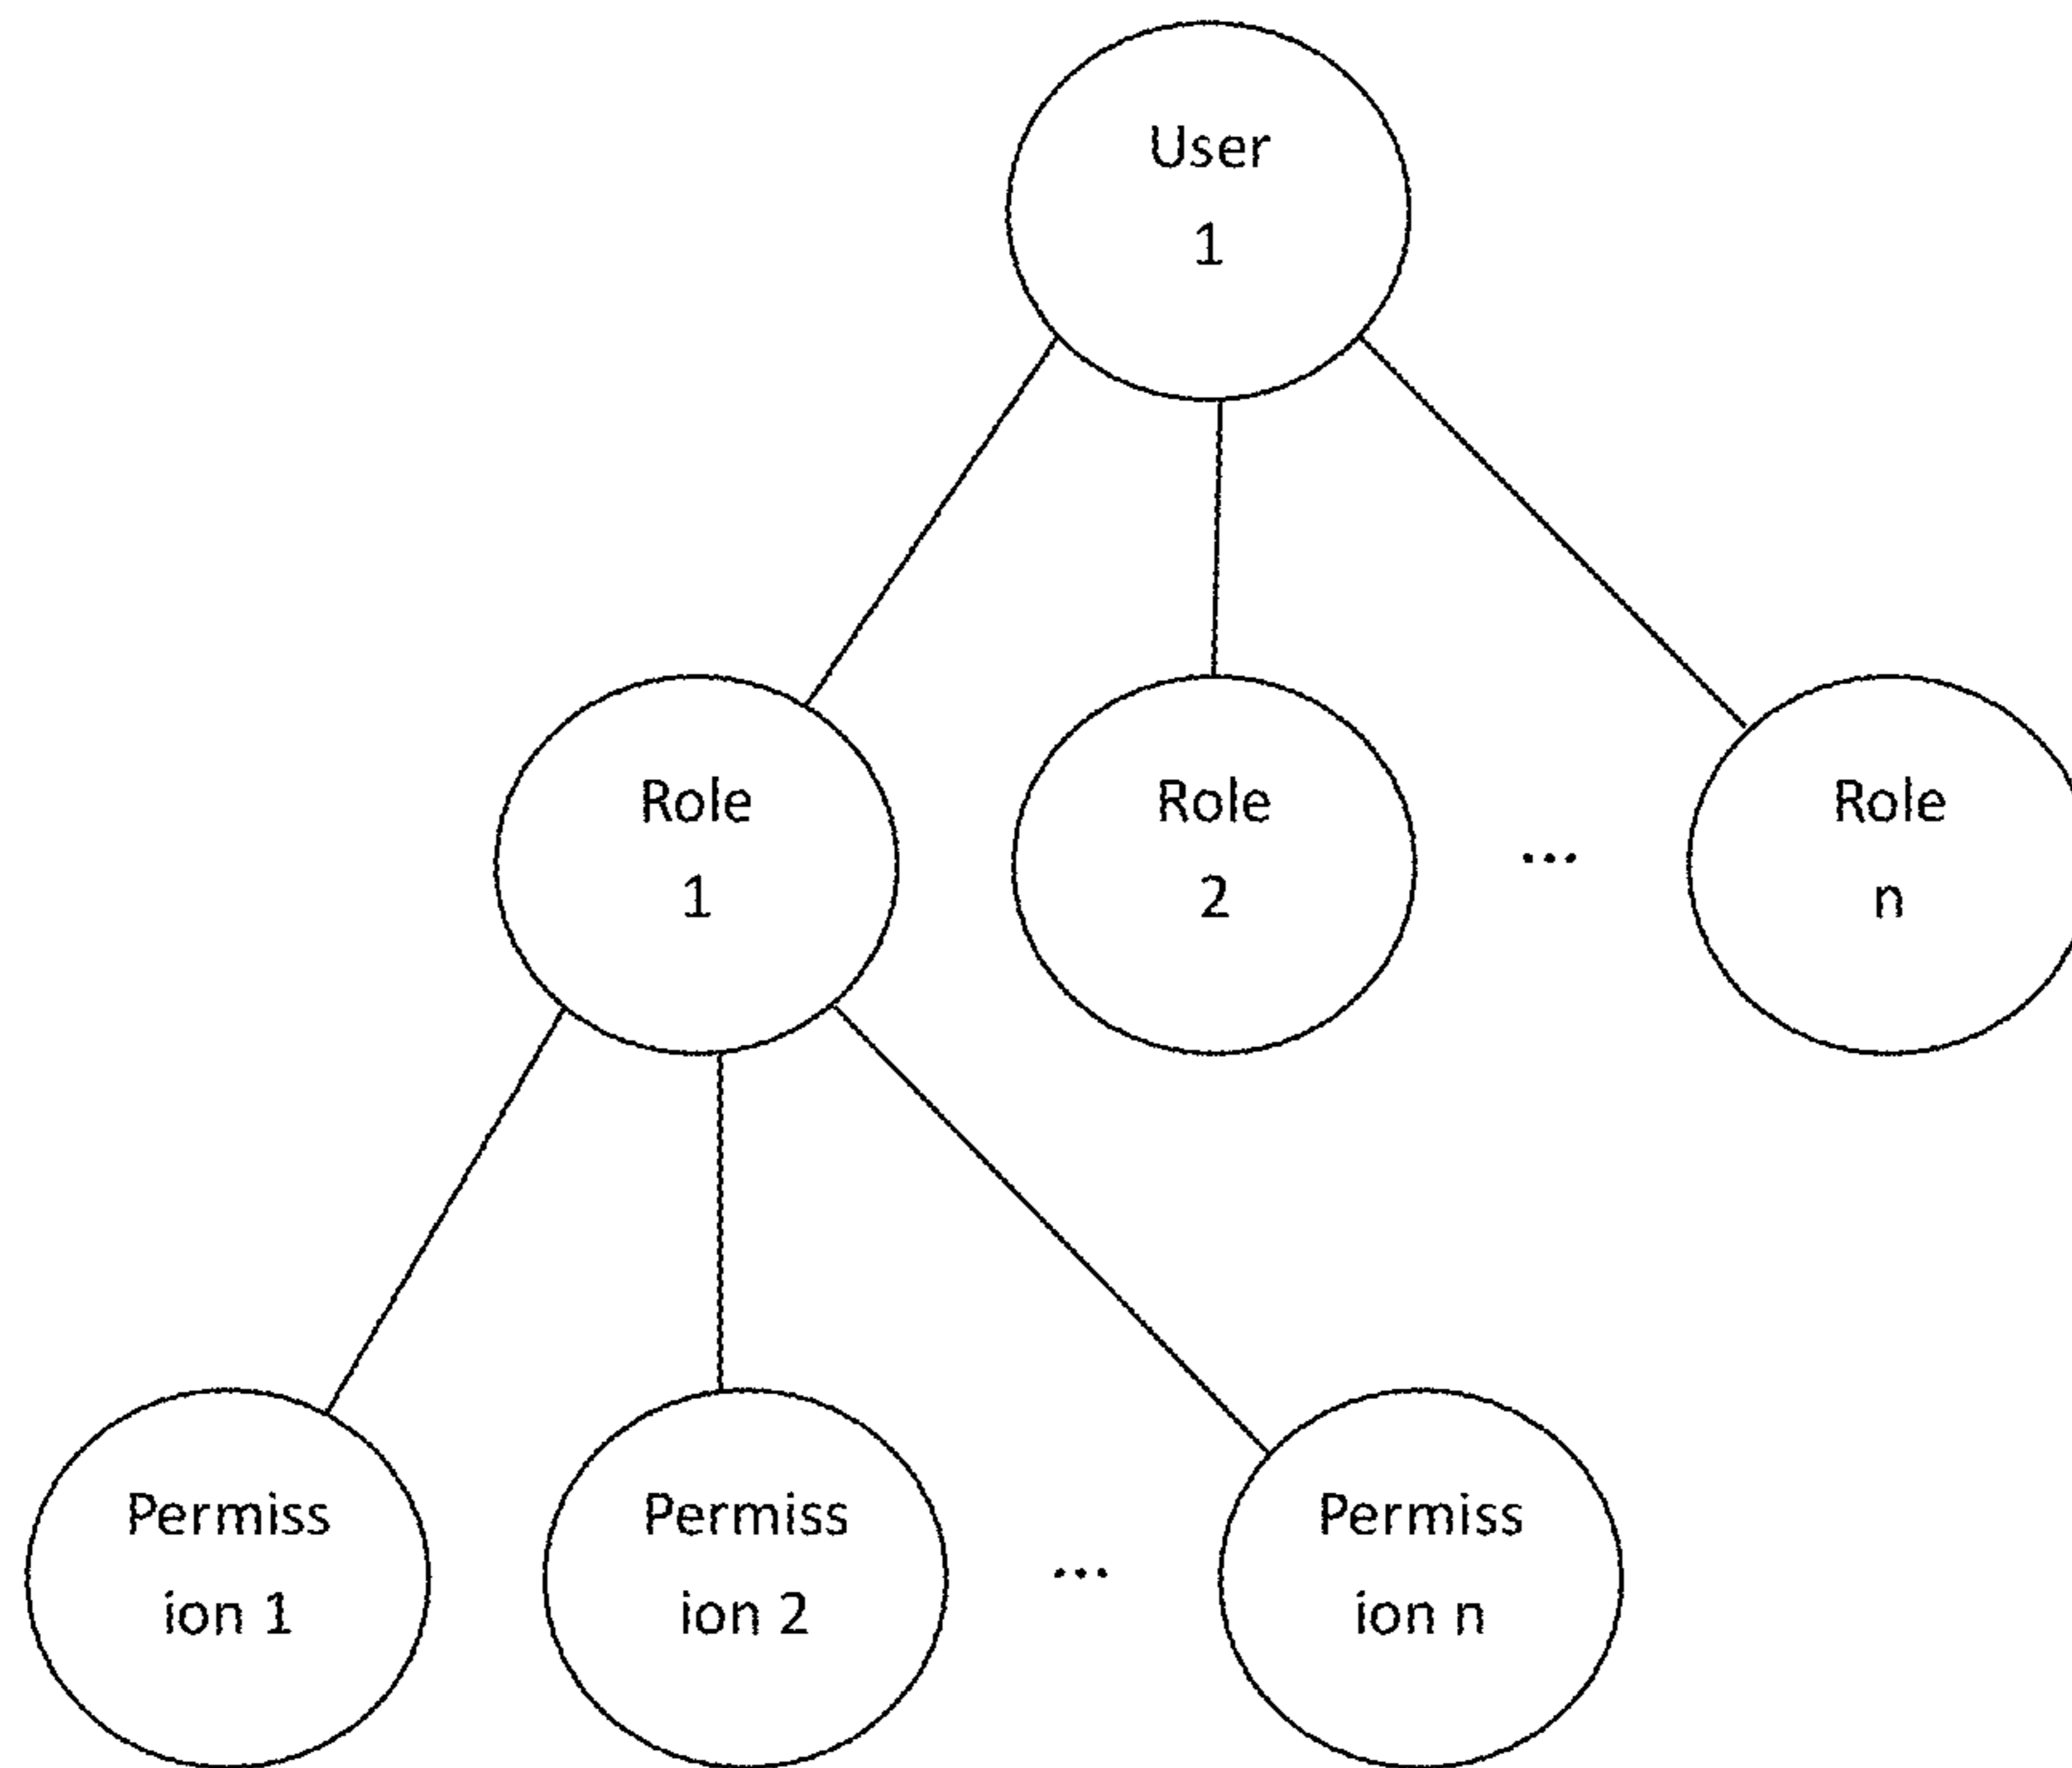 User
1
Role
1
Role
2
...
Role
n
Permiss
ion 1
Permiss
ion 2
...
Permiss
ion n